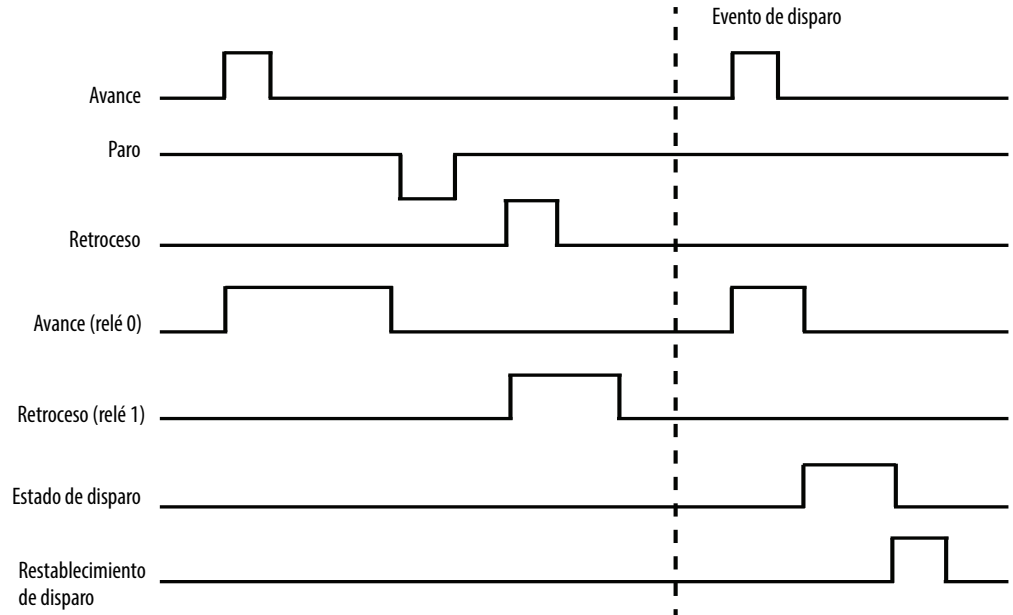 Evento de disparo
Avance
Paro
Retroceso
Avance (relé 0)
Retroceso (relé 1)
Estado de disparo
Restablecimiento
de disparo